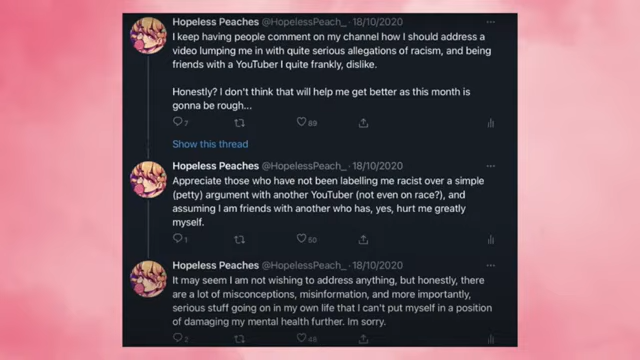 Hopeless Peaches @HopelessPeach_ · 18/10/2020
I keep having people comment on my channel how I should address a
video lumping me in with quite serious allegations of racism, and being
friends with a YouTuber I quite frankly, dislike.
Honestly? I don't think that will help me get better as this month is
gonna be rough...
7 89
Show this thread
Hopeless Peaches @HopelessPeach_ · 18/10/2020
Appreciate those who have not been labelling me racist over a simple
(petty) argument with another YouTuber (not even on race?), and
assuming I am friends with another who has, yes, hurt me greatly
myself.
1 50
Hopeless Peaches @HopelessPeach_ · 18/10/2020
It may seem I am not wishing to address anything, but honestly, there
are a lot of misconceptions, misinformation, and more importantly,
serious stuff going on in my own life that I can't put myself in a position
of damaging my mental health further. Im sorry.
2 48